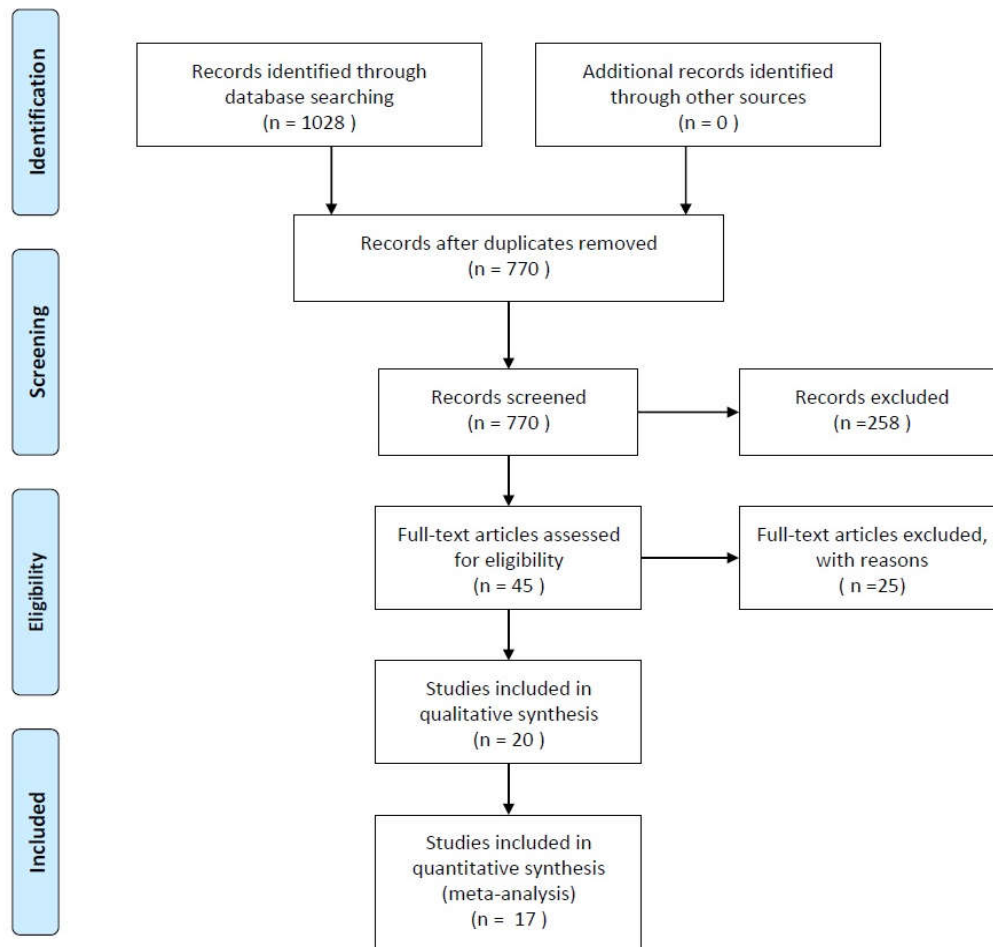 Identification
Records identified through
database searching
(n = 1028 )
Additional records identified
through other sources
(n = 0 )
Records after duplicates removed
(n = 770 )
Screening
Records screened
(n = 770 )
Records excluded
(n =258 )
Eligibility
Full-text articles assessed
for eligibility
(n = 45 )
Full-text articles excluded,
with reasons
( n =25)
Studies included in
qualitative synthesis
(n = 20 )
Included
Studies included in
quantitative synthesis
(meta-analysis)
(n = 17 )